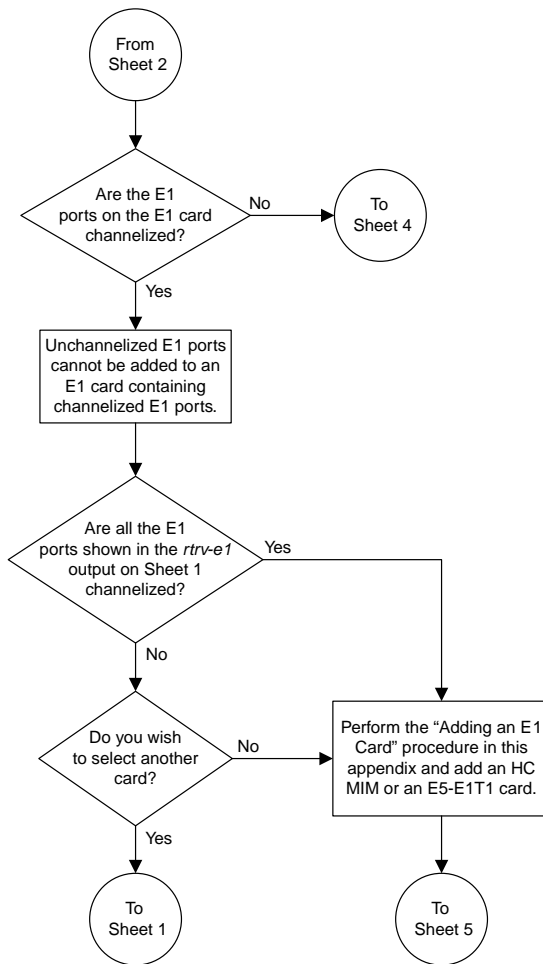 From
Sheet 2
Are the E1
ports on the E1 card
channelized?
No
To
Sheet 4
Yes
Unchannelized E1 ports
cannot be added to an
E1 card containing
channelized E1 ports.
Are all the E1
ports shown in the rtrv-e1
output on Sheet 1
channelized?
Yes
No
Do you wish
to select another
card?
No
Perform the “Adding an E1
Card” procedure in this
appendix and add an HC
MIM or an E5-E1T1 card.
Yes
To
Sheet 1
To
Sheet 5